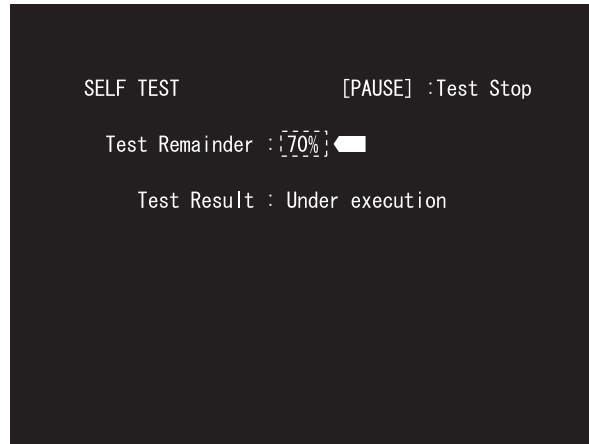 SELF TEST [PAUSE] :Test Stop
Test Remainder : 70%
Test Result : Under execution